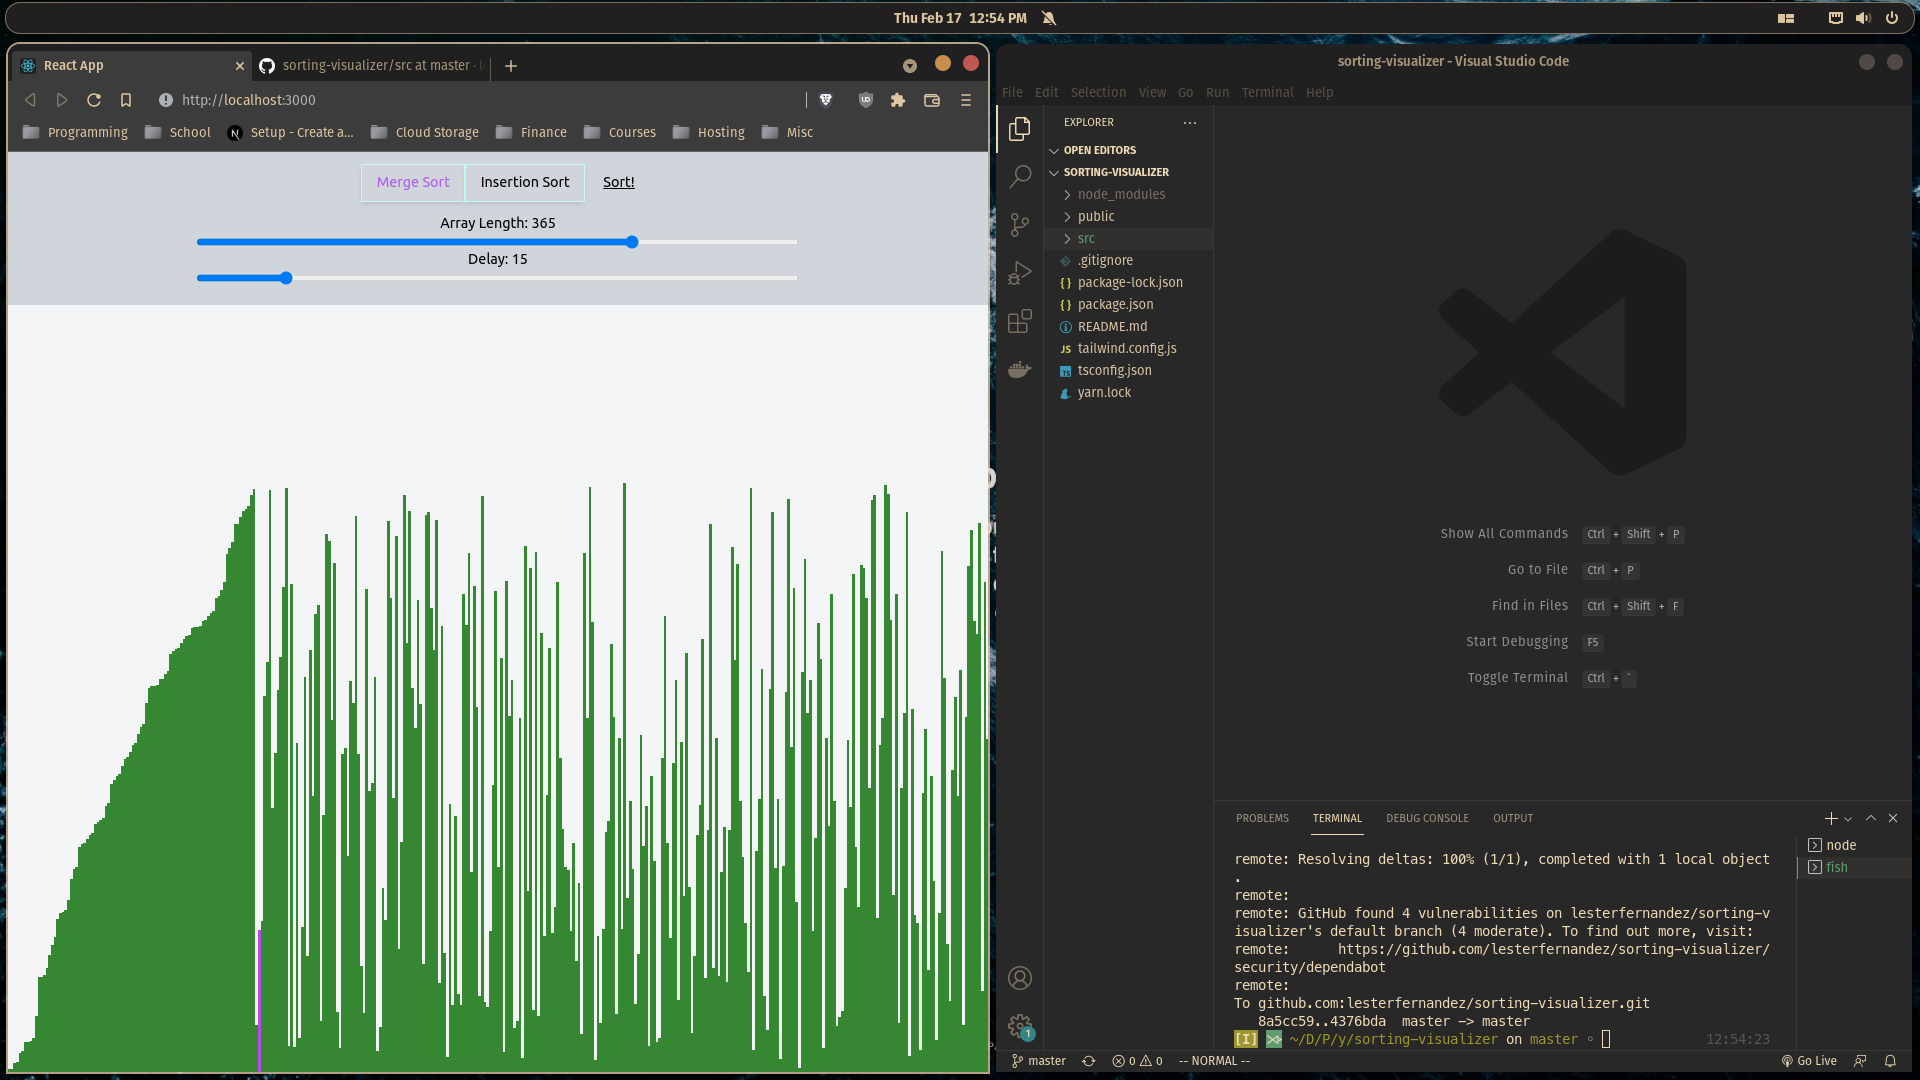 Thu Feb 17 12:54 PM
React App
sorting-visualizer/src at master ·
http://localhost:3000
Programming
School
Setup - Create a...
Cloud Storage
Finance
Courses
Hosting
Misc
Merge Sort
Insertion Sort
Sort!
Array Length: 365
Delay: 15
sorting-visualizer - Visual Studio Code
File Edit Selection View Go Run Terminal Help
EXPLORER
OPEN EDITORS
SORTING-VISUALIZER
node_modules
public
src
.gitignore
{ } package-lock.json
{ } package.json
README.md
JS tailwind.config.js
TS tsconfig.json
yarn.lock
Show All Commands Ctrl + Shift + P
Go to File Ctrl + P
Find in Files Ctrl + Shift + F
Start Debugging F5
Toggle Terminal Ctrl + `
PROBLEMS TERMINAL DEBUG CONSOLE OUTPUT
node
fish
remote: Resolving deltas: 100% (1/1), completed with 1 local object
.
remote:
remote: GitHub found 4 vulnerabilities on lesterfernandez/sorting-v
isualizer's default branch (4 moderate). To find out more, visit:
remote:      https://github.com/lesterfernandez/sorting-visualizer/
security/dependabot
remote:
To github.com:lesterfernandez/sorting-visualizer.git
   8a5cc59..4376bda  master -> master
[I] >> ~/D/P/y/sorting-visualizer on master ◦ 12:54:23
1
master 0 0 -- NORMAL -- Go Live